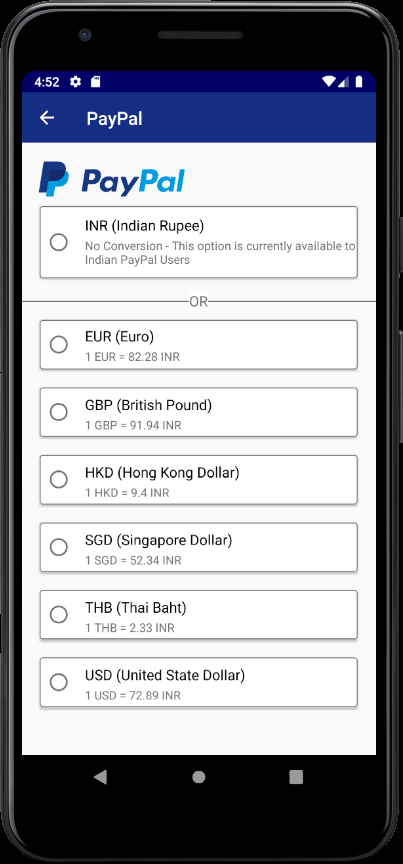 4:52
PayPal
PayPal
INR (Indian Rupee)
No Conversion - This option is currently available to
Indian PayPal Users
OR
EUR (Euro)
1 EUR = 82.28 INR
GBP (British Pound)
1 GBP = 91.94 INR
HKD (Hong Kong Dollar)
1 HKD = 9.4 INR
SGD (Singapore Dollar)
1 SGD = 52.34 INR
THB (Thai Baht)
1 THB = 2.33 INR
USD (United State Dollar)
1 USD = 72.89 INR